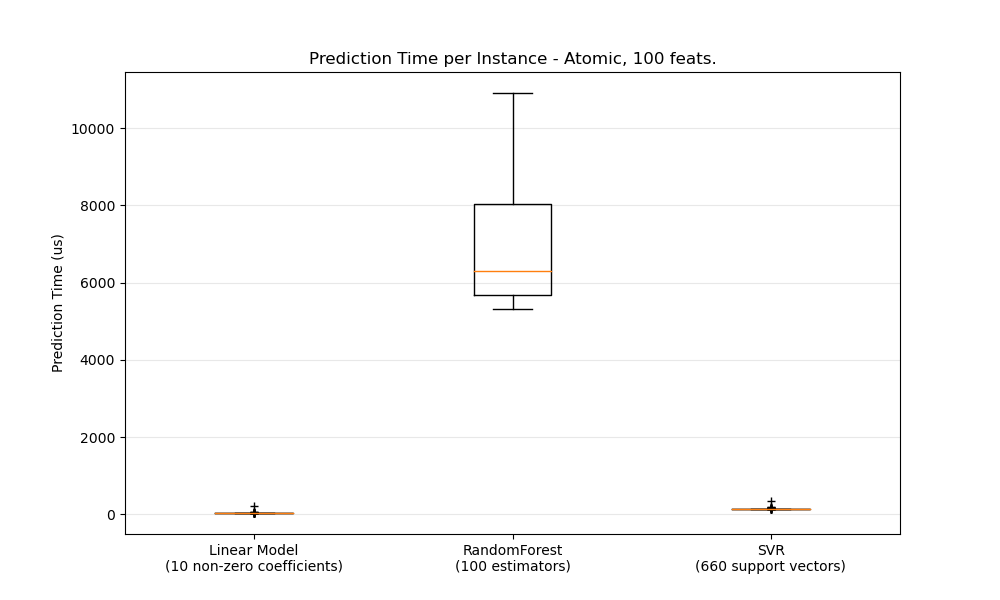 Prediction Time per Instance - Atomic, 100 feats.
Prediction Time (us)
10000
8000
6000
4000
2000
0
Linear Model
(10 non-zero coefficients)
RandomForest
(100 estimators)
SVR
(660 support vectors)